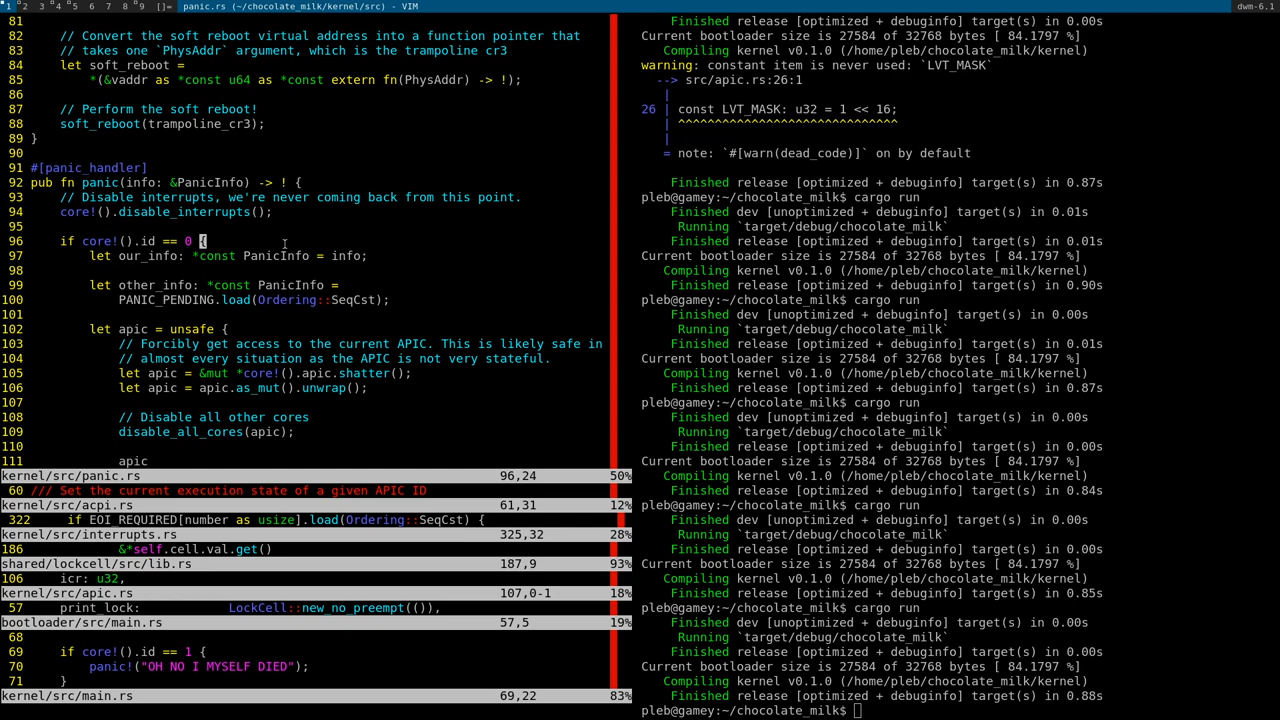 1 2 3 4 5 6 7 8 9 []= panic.rs (~/chocolate_milk/kernel/src) - VIM dwm-6.1
81
82 // Convert the soft reboot virtual address into a function pointer that
83 // takes one `PhysAddr` argument, which is the trampoline cr3
84 let soft_reboot =
85 *(&vaddr as *const u64 as *const extern fn(PhysAddr) -> !);
86
87 // Perform the soft reboot!
88 soft_reboot(trampoline_cr3);
89 }
90
91 #[panic_handler]
92 pub fn panic(info: &PanicInfo) -> ! {
93 // Disable interrupts, we're never coming back from this point.
94 core!().disable_interrupts();
95
96 if core!().id == 0 {
97 let our_info: *const PanicInfo = info;
98
99 let other_info: *const PanicInfo =
100 PANIC_PENDING.load(Ordering::SeqCst);
101
102 let apic = unsafe {
103 // Forcibly get access to the current APIC. This is likely safe in
104 // almost every situation as the APIC is not very stateful.
105 let apic = &mut *core!().apic.shatter();
106 let apic = apic.as_mut().unwrap();
107
108 // Disable all other cores
109 disable_all_cores(apic);
110
111 apic
kernel/src/panic.rs 96,24 50%
60 /// Set the current execution state of a given APIC ID
kernel/src/acpi.rs 61,31 12%
322 if EOI_REQUIRED[number as usize].load(Ordering::SeqCst) {
kernel/src/interrupts.rs 325,32 28%
186 &*self.cell.val.get()
shared/lockcell/src/lib.rs 187,9 93%
106 icr: u32,
kernel/src/apic.rs 107,0-1 18%
57 print_lock: LockCell::new_no_preempt(()),
bootloader/src/main.rs 57,5 19%
68
69 if core!().id == 1 {
70 panic!("OH NO I MYSELF DIED");
71 }
kernel/src/main.rs 69,22 83%
Finished release [optimized + debuginfo] target(s) in 0.00s
Current bootloader size is 27584 of 32768 bytes [ 84.1797 %]
Compiling kernel v0.1.0 (/home/pleb/chocolate_milk/kernel)
warning: constant item is never used: `LVT_MASK`
--> src/apic.rs:26:1
|
26 | const LVT_MASK: u32 = 1 << 16;
| ^^^^^^^^^^^^^^^^^^^^^^^^^^^^^^
|
= note: `#[warn(dead_code)]` on by default
Finished release [optimized + debuginfo] target(s) in 0.87s
pleb@gamey:~/chocolate_milk$ cargo run
Finished dev [unoptimized + debuginfo] target(s) in 0.01s
Running `target/debug/chocolate_milk`
Finished release [optimized + debuginfo] target(s) in 0.01s
Current bootloader size is 27584 of 32768 bytes [ 84.1797 %]
Compiling kernel v0.1.0 (/home/pleb/chocolate_milk/kernel)
Finished release [optimized + debuginfo] target(s) in 0.90s
pleb@gamey:~/chocolate_milk$ cargo run
Finished dev [unoptimized + debuginfo] target(s) in 0.00s
Running `target/debug/chocolate_milk`
Finished release [optimized + debuginfo] target(s) in 0.01s
Current bootloader size is 27584 of 32768 bytes [ 84.1797 %]
Compiling kernel v0.1.0 (/home/pleb/chocolate_milk/kernel)
Finished release [optimized + debuginfo] target(s) in 0.87s
pleb@gamey:~/chocolate_milk$ cargo run
Finished dev [unoptimized + debuginfo] target(s) in 0.00s
Running `target/debug/chocolate_milk`
Finished release [optimized + debuginfo] target(s) in 0.00s
Current bootloader size is 27584 of 32768 bytes [ 84.1797 %]
Compiling kernel v0.1.0 (/home/pleb/chocolate_milk/kernel)
Finished release [optimized + debuginfo] target(s) in 0.84s
pleb@gamey:~/chocolate_milk$ cargo run
Finished dev [unoptimized + debuginfo] target(s) in 0.00s
Running `target/debug/chocolate_milk`
Finished release [optimized + debuginfo] target(s) in 0.00s
Current bootloader size is 27584 of 32768 bytes [ 84.1797 %]
Compiling kernel v0.1.0 (/home/pleb/chocolate_milk/kernel)
Finished release [optimized + debuginfo] target(s) in 0.85s
pleb@gamey:~/chocolate_milk$ cargo run
Finished dev [unoptimized + debuginfo] target(s) in 0.00s
Running `target/debug/chocolate_milk`
Finished release [optimized + debuginfo] target(s) in 0.00s
Current bootloader size is 27584 of 32768 bytes [ 84.1797 %]
Compiling kernel v0.1.0 (/home/pleb/chocolate_milk/kernel)
Finished release [optimized + debuginfo] target(s) in 0.88s
pleb@gamey:~/chocolate_milk$